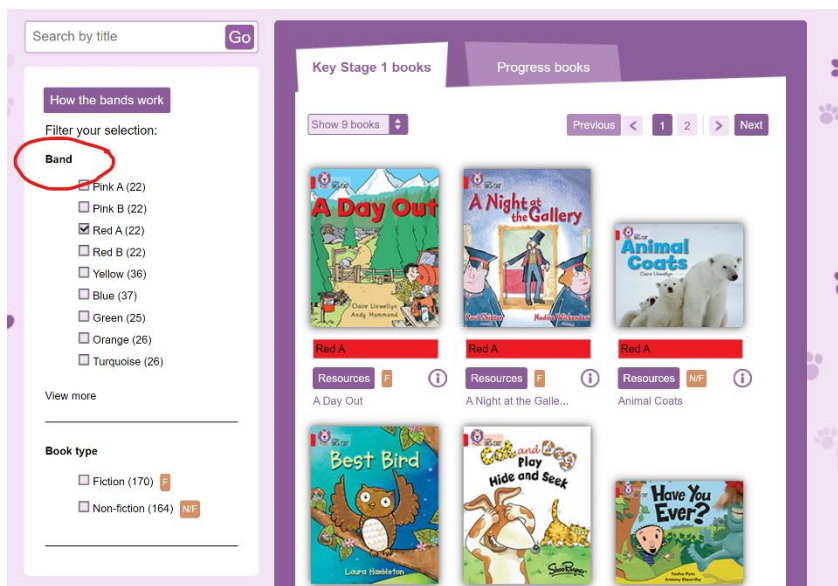 Search by title
Go
How the bands work
Filter your selection:
Band
Pink A (22)
Pink B (22)
Red A (22)
Red B (22)
Yellow (36)
Blue (37)
Green (25)
Orange (26)
Turquoise (26)
View more
Book type
Fiction (170) F
Non-fiction (164) N/F
Key Stage 1 books
Progress books
Show 9 books
Previous < 1 2 > Next
A Day Out
Claire Llewellyn
Andy Hammond
Red A
Resources F
A Day Out
A Night at
the Gallery
Red A
Resources F
A Night at the Galle...
Animal
Coats
Claire Llewellyn
Red A
Resources N/F
Animal Coats
Best Bird
Laura Hambleton
Cat and Dog
Play
Hide and Seek
Shoo Rayner
Have You
Ever?